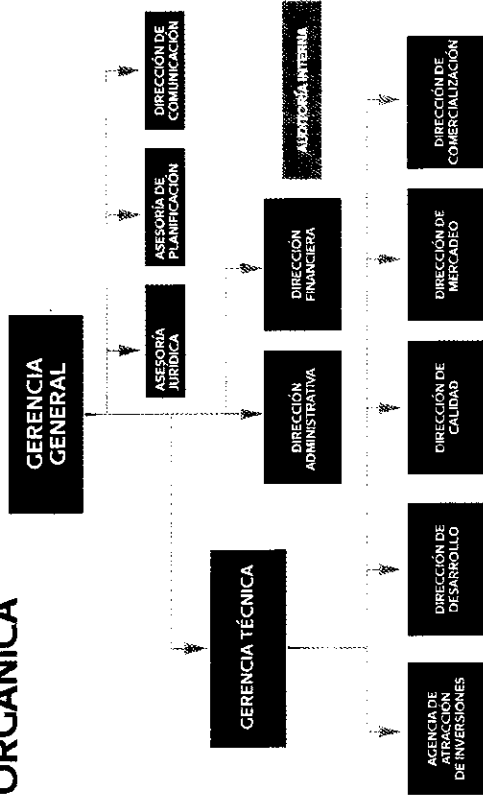 ORGÁNICA
GERENCIA
GENERAL
ASESORÍA
JURÍDICA
ASESORÍA DE
PLANIFICACIÓN
DIRECCIÓN DE
COMUNICACIÓN
GERENCIA TÉCNICA
DIRECCIÓN
ADMINISTRATIVA
DIRECCIÓN
FINANCIERA
AUDITORÍA INTERNA
AGENCIA DE
ATRACCIÓN
DE INVERSIONES
DIRECCIÓN DE
DESARROLLO
DIRECCIÓN DE
CALIDAD
DIRECCIÓN DE
MERCADEO
DIRECCIÓN DE
COMERCIALIZACIÓN